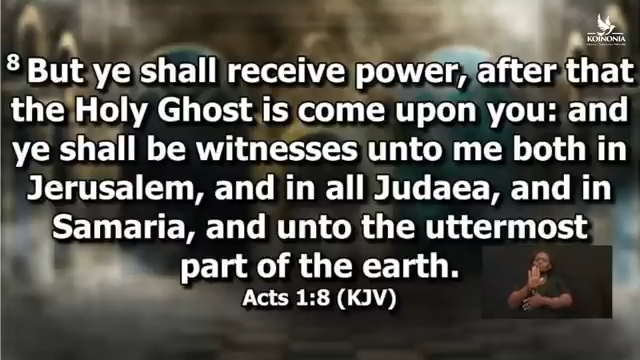 KOINONIA
8 But ye shall receive power, after that
the Holy Ghost is come upon you: and
ye shall be witnesses unto me both in
Jerusalem, and in all Judaea, and in
Samaria, and unto the uttermost
part of the earth.
Acts 1:8 (KJV)